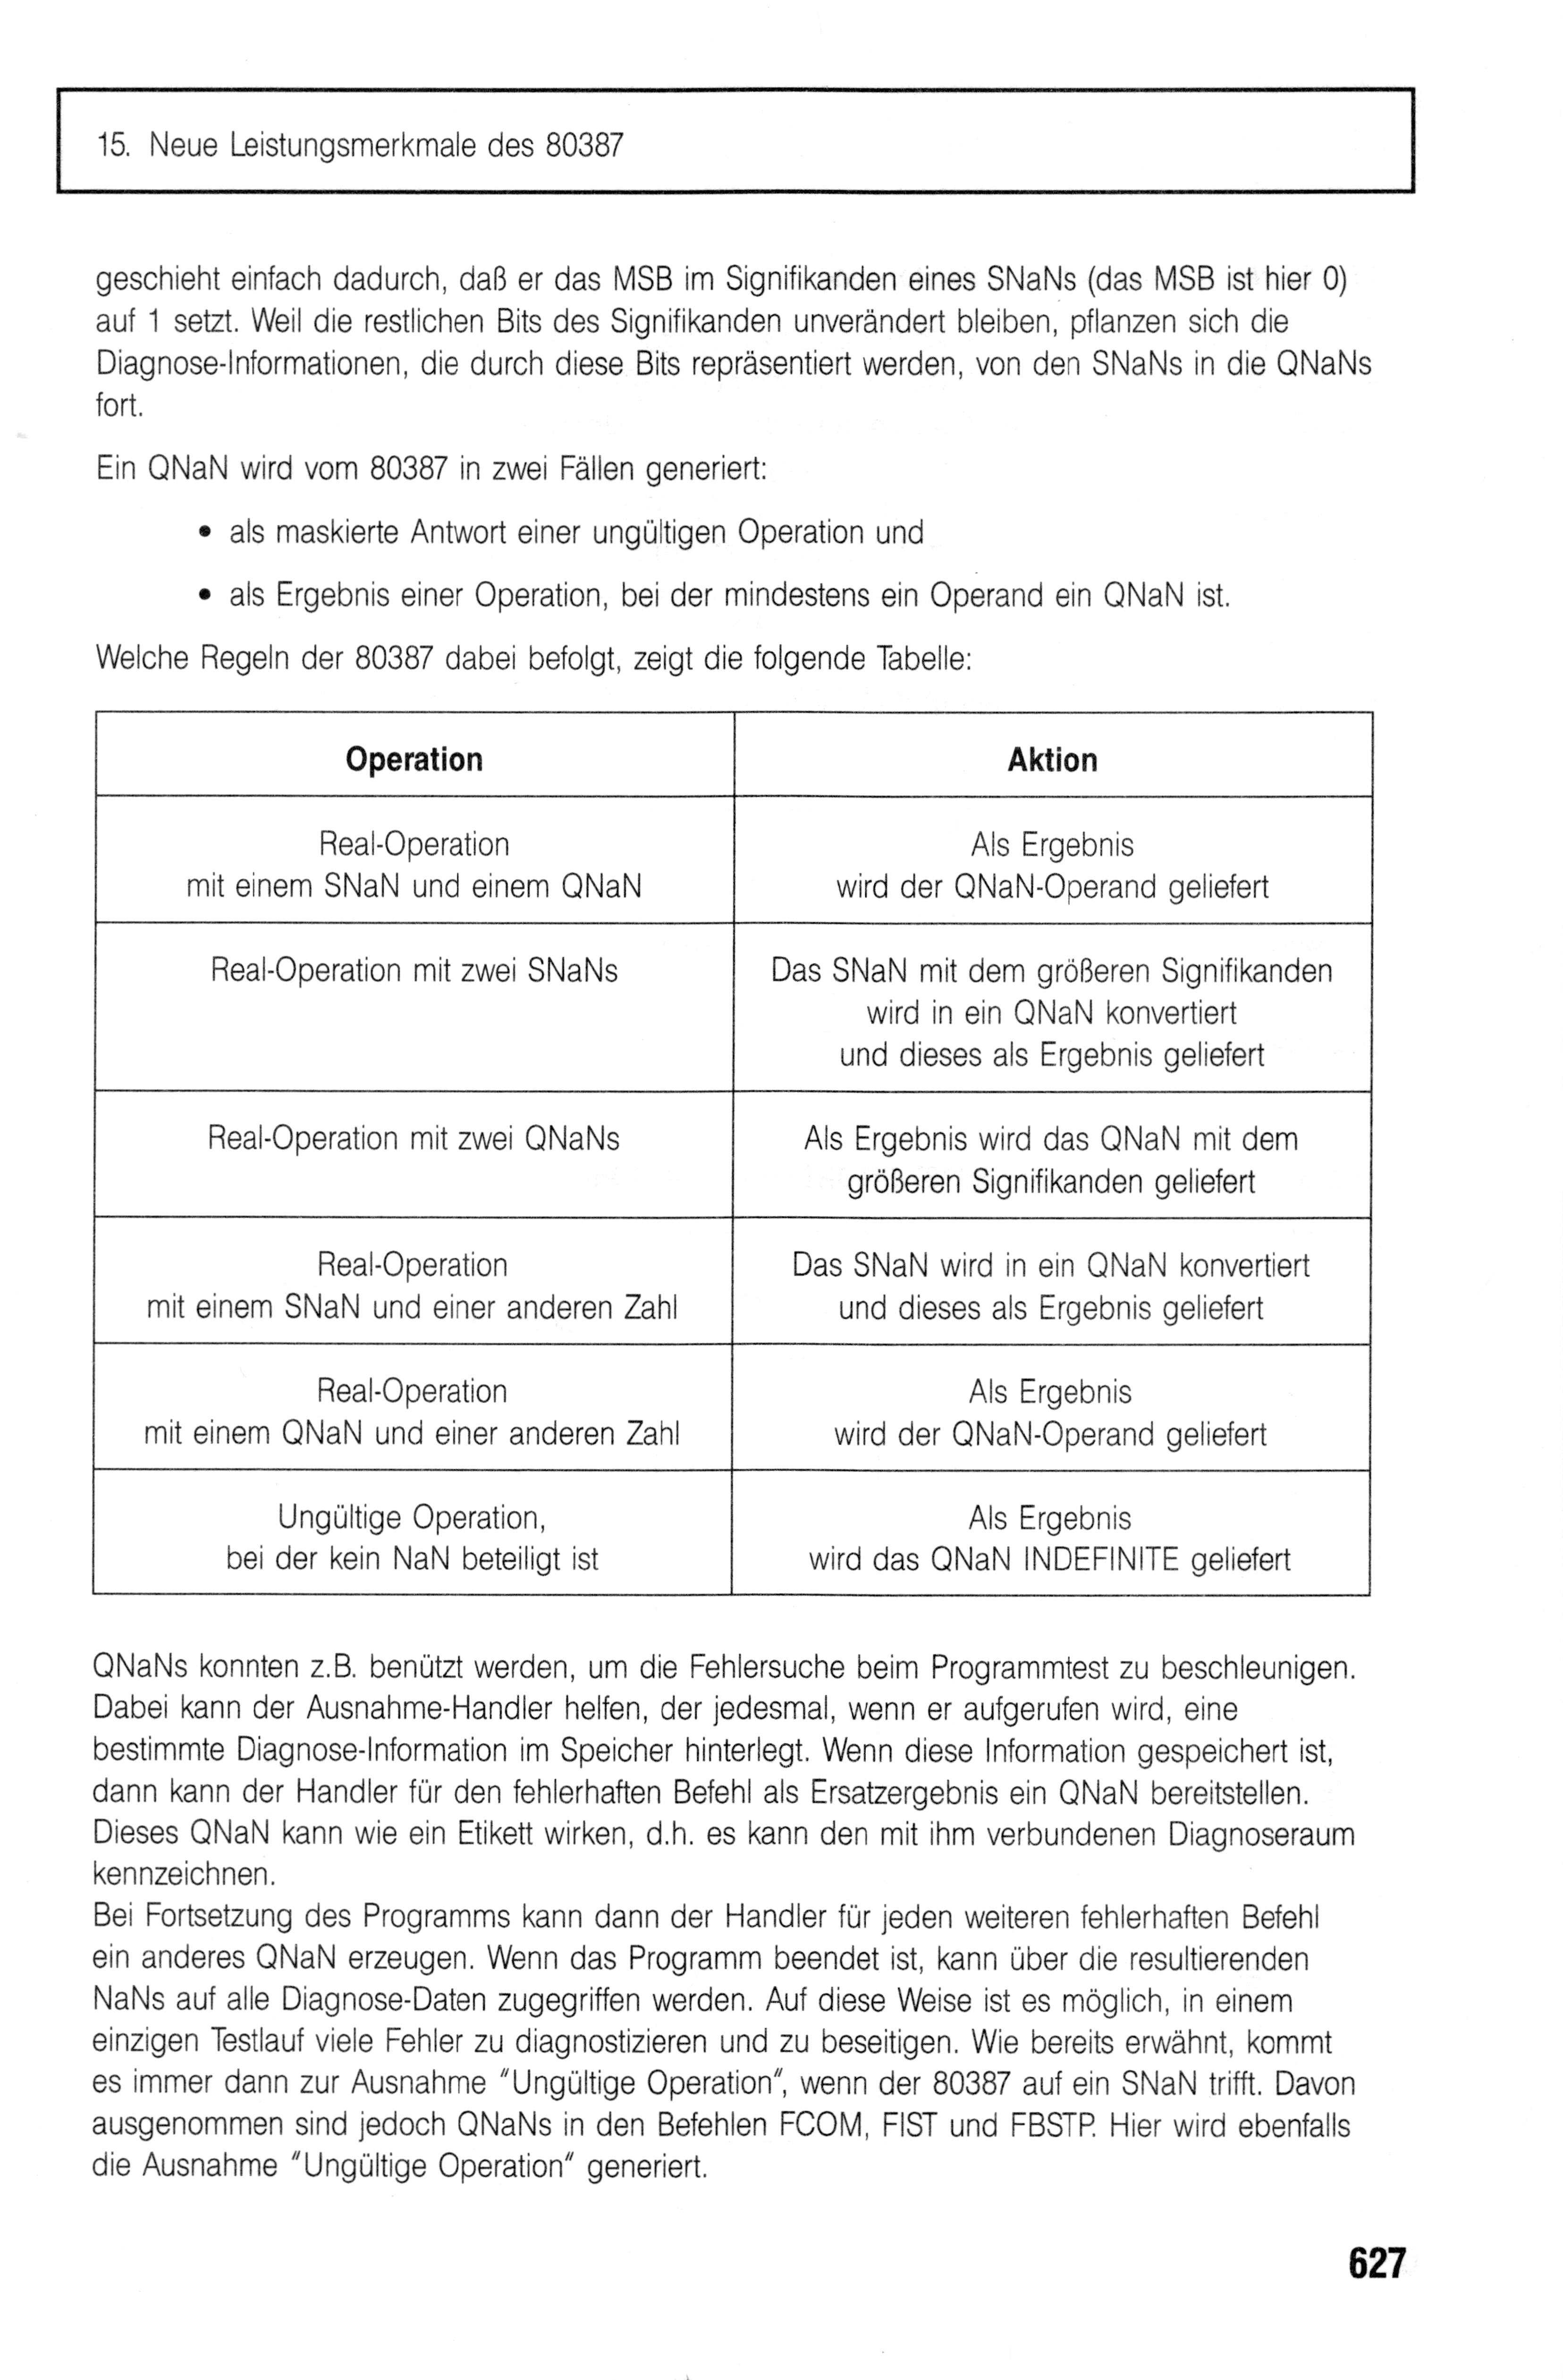 15. Neue Leistungsmerkmale des 80387
geschieht einfach dadurch, daß er das MSB im Signifikanden eines SNaNs (das MSB ist hier 0)
auf 1 setzt. Weil die restlichen Bits des Signifikanden unverändert bleiben, pflanzen sich die
Diagnose-Informationen, die durch diese Bits repräsentiert werden, von den SNaNs in die QNaNs
fort.
Ein QNaN wird vom 80387 in zwei Fällen generiert:
• als maskierte Antwort einer ungültigen Operation und
• als Ergebnis einer Operation, bei der mindestens ein Operand ein QNaN ist.
Welche Regeln der 80387 dabei befolgt, zeigt die folgende Tabelle:
Operation
Aktion
Real-Operation
mit einem SNaN und einem QNaN
Als Ergebnis
wird der QNaN-Operand geliefert
Real-Operation mit zwei SNaNs
Das SNaN mit dem größeren Signifikanden
wird in ein QNaN konvertiert
und dieses als Ergebnis geliefert
Real-Operation mit zwei QNaNs
Als Ergebnis wird das QNaN mit dem
größeren Signifikanden geliefert
Real-Operation
mit einem SNaN und einer anderen Zahl
Das SNaN wird in ein QNaN konvertiert
und dieses als Ergebnis geliefert
Real-Operation
mit einem QNaN und einer anderen Zahl
Als Ergebnis
wird der QNaN-Operand geliefert
Ungültige Operation,
bei der kein NaN beteiligt ist
Als Ergebnis
wird das QNaN INDEFINITE geliefert
QNaNs konnten z.B. benützt werden, um die Fehlersuche beim Programmtest zu beschleunigen.
Dabei kann der Ausnahme-Handler helfen, der jedesmal, wenn er aufgerufen wird, eine
bestimmte Diagnose-Information im Speicher hinterlegt. Wenn diese Information gespeichert ist,
dann kann der Handler für den fehlerhaften Befehl als Ersatzergebnis ein QNaN bereitstellen.
Dieses QNaN kann wie ein Etikett wirken, d.h. es kann den mit ihm verbundenen Diagnoseraum
kennzeichnen.
Bei Fortsetzung des Programms kann dann der Handler für jeden weiteren fehlerhaften Befehl
ein anderes QNaN erzeugen. Wenn das Programm beendet ist, kann über die resultierenden
NaNs auf alle Diagnose-Daten zugegriffen werden. Auf diese Weise ist es möglich, in einem
einzigen Testlauf viele Fehler zu diagnostizieren und zu beseitigen. Wie bereits erwähnt, kommt
es immer dann zur Ausnahme "Ungültige Operation", wenn der 80387 auf ein SNaN trifft. Davon
ausgenommen sind jedoch QNaNs in den Befehlen FCOM, FIST und FBSTP. Hier wird ebenfalls
die Ausnahme "Ungültige Operation" generiert.
627